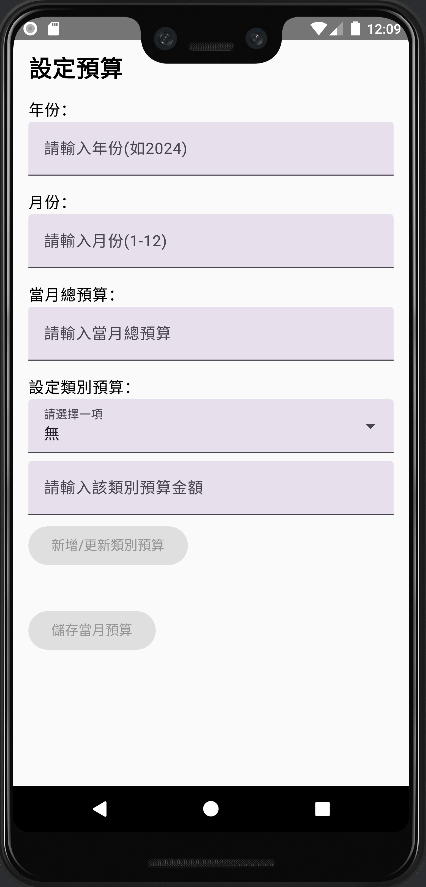 12:09
設定預算
年份:
請輸入年份(如2024)
月份:
請輸入月份(1-12)
當月總預算:
請輸入當月總預算
設定類別預算:
請選擇一項
無
請輸入該類別預算金額
新增/更新類別預算
儲存當月預算